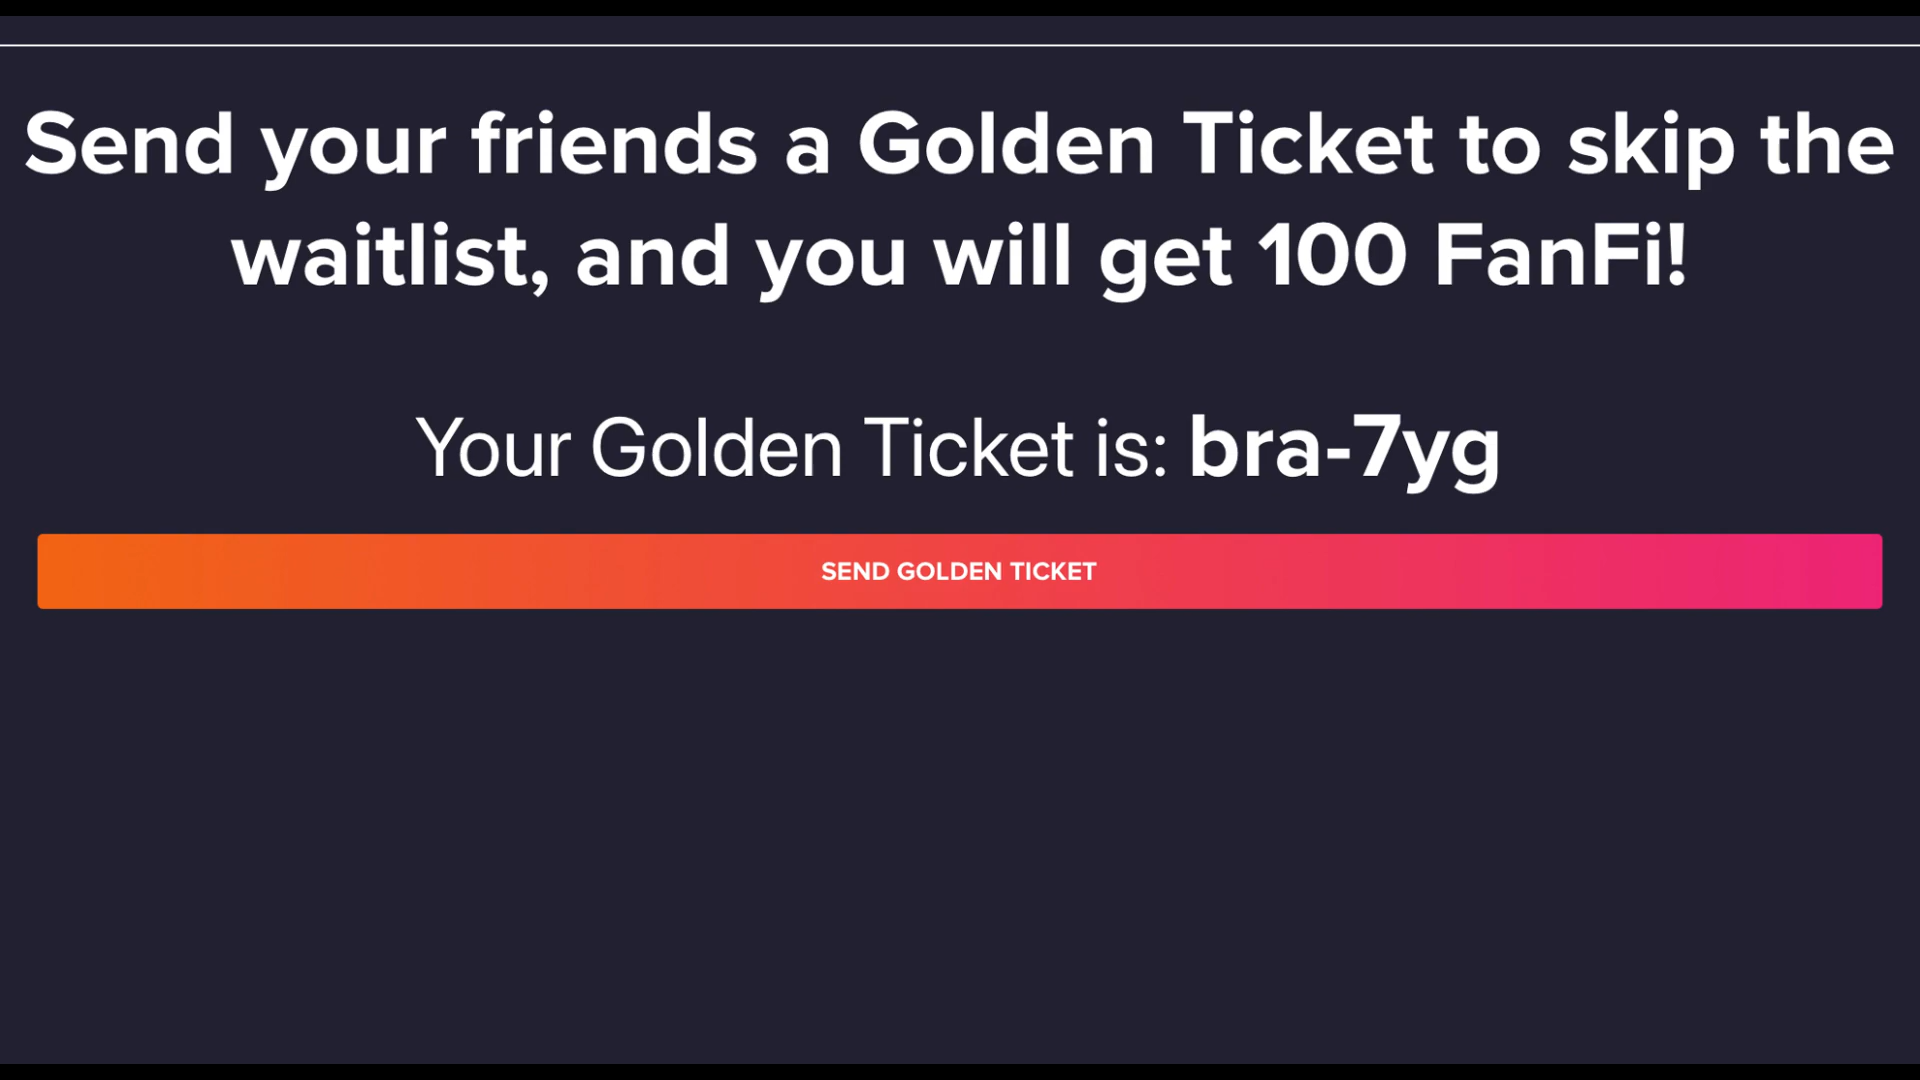 Send your friends a Golden Ticket to skip the
waitlist, and you will get 100 FanFi!
Your Golden Ticket is: bra-7yg
SEND GOLDEN TICKET